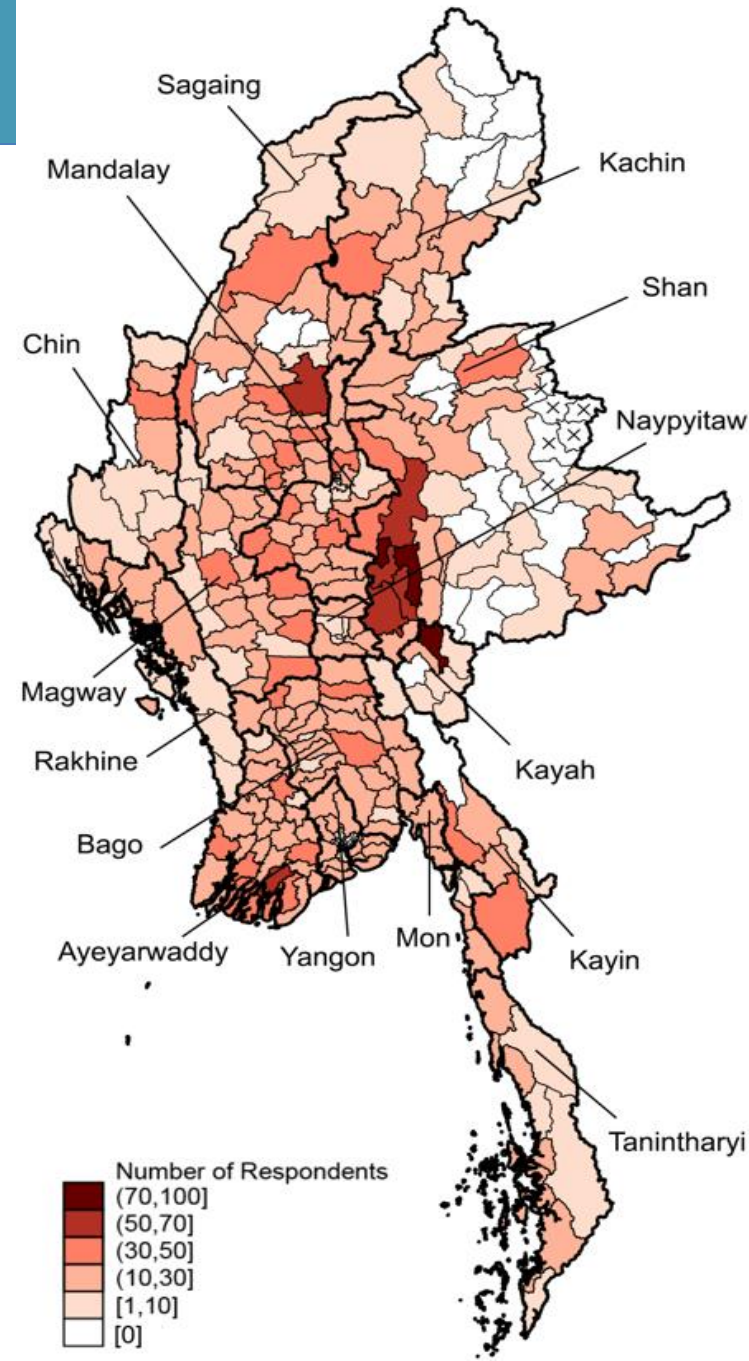 Sagaing
Mandalay
Kachin
Shan
Chin
Naypyitaw
Magway
Rakhine
Kayah
Bago
Ayeyarwaddy
Yangon
Mon
Kayin
Tanintharyi
Number of Respondents
(70,100]
(50,70]
(30,50]
(10,30]
[1,10]
[0]